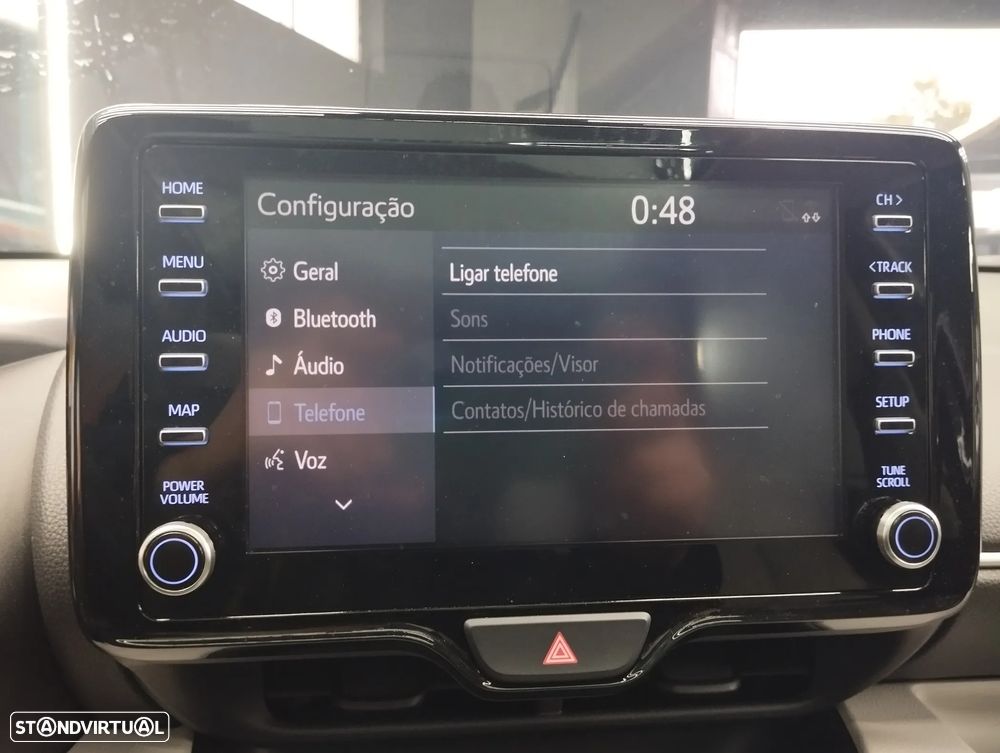 HOME
MENU
AUDIO
MAP
POWER
VOLUME
Configuração
0:48
Geral
Bluetooth
Áudio
Telefone
Voz
Ligar telefone
Sons
Notificações/Visor
Contatos/Histórico de chamadas
CH >
<TRACK
PHONE
SETUP
TUNE
SCROLL
STANDVIRTUAL